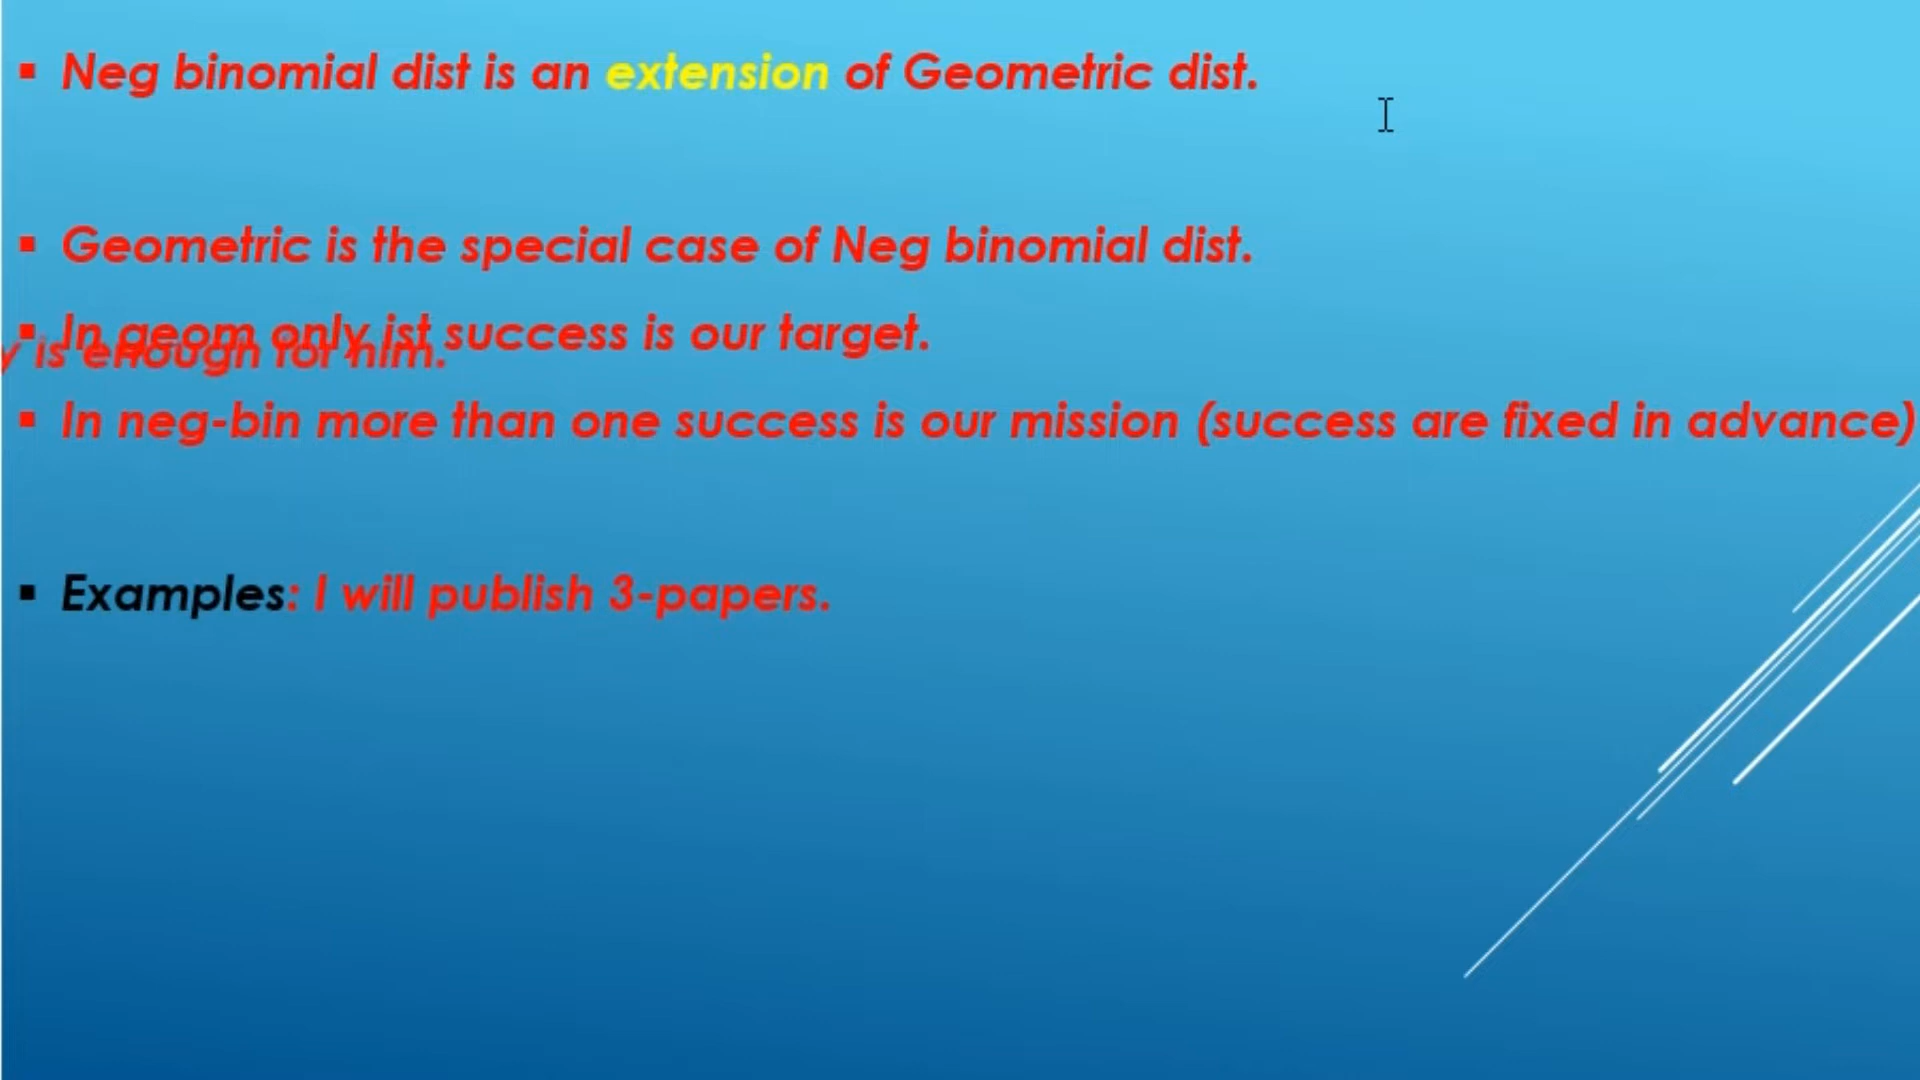 ▪ Neg binomial dist is an extension of Geometric dist.
▪ Geometric is the special case of Neg binomial dist.
▪ In geom only ist success is our target.
y is enough for him.
▪ In neg-bin more than one success is our mission (success are fixed in advance)
▪ Examples: I will publish 3-papers.